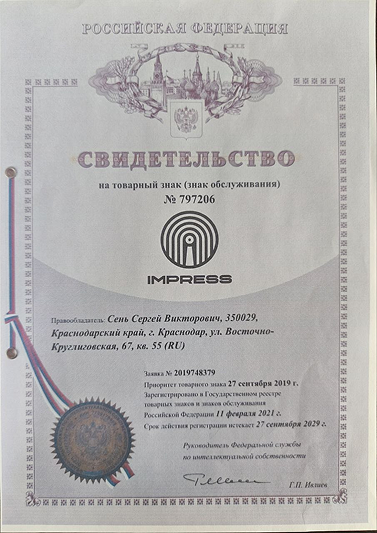 РОССИЙСКАЯ ФЕДЕРАЦИЯ
СВИДЕТЕЛЬСТВО
на товарный знак (знак обслуживания)
№ 797206
IMPRESS
Правообладатель: Сень Сергей Викторович, 350029,
Краснодарский край, г. Краснодар, ул. Восточно-
Кругликовская, 67, кв. 55 (RU)
Заявка № 2019748379
Приоритет товарного знака 27 сентября 2019 г.
Зарегистрировано в Государственном реестре
товарных знаков и знаков обслуживания
Российской Федерации 11 февраля 2021 г.
Срок действия регистрации истекает 27 сентября 2029 г.
Руководитель Федеральной службы
по интеллектуальной собственности
Г.П. Ивлиев